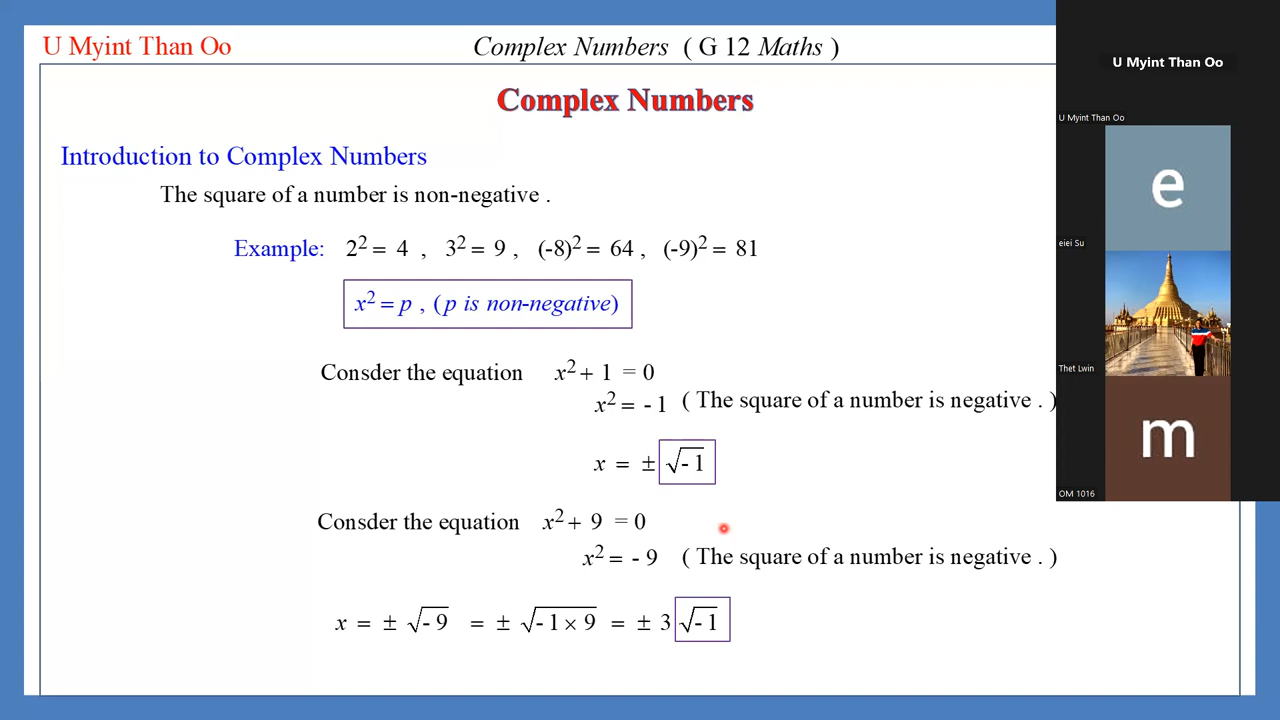 U Myint Than Oo
Complex Numbers ( G 12 Maths )
Complex Numbers
Introduction to Complex Numbers
The square of a number is non-negative .
Example: 2² = 4 , 3² = 9 , (-8)² = 64 , (-9)² = 81
x² = p , ( p is non-negative)
Consder the equation x² + 1 = 0
x² = - 1 ( The square of a number is negative . )
x = ± √-1
Consder the equation x² + 9 = 0
x² = - 9 ( The square of a number is negative . )
x = ± √-9 = ± √-1 × 9 = ± 3 √-1
U Myint Than Oo
U Myint Than Oo
e
eiei Su
Thet Lwin
m
OM 1016